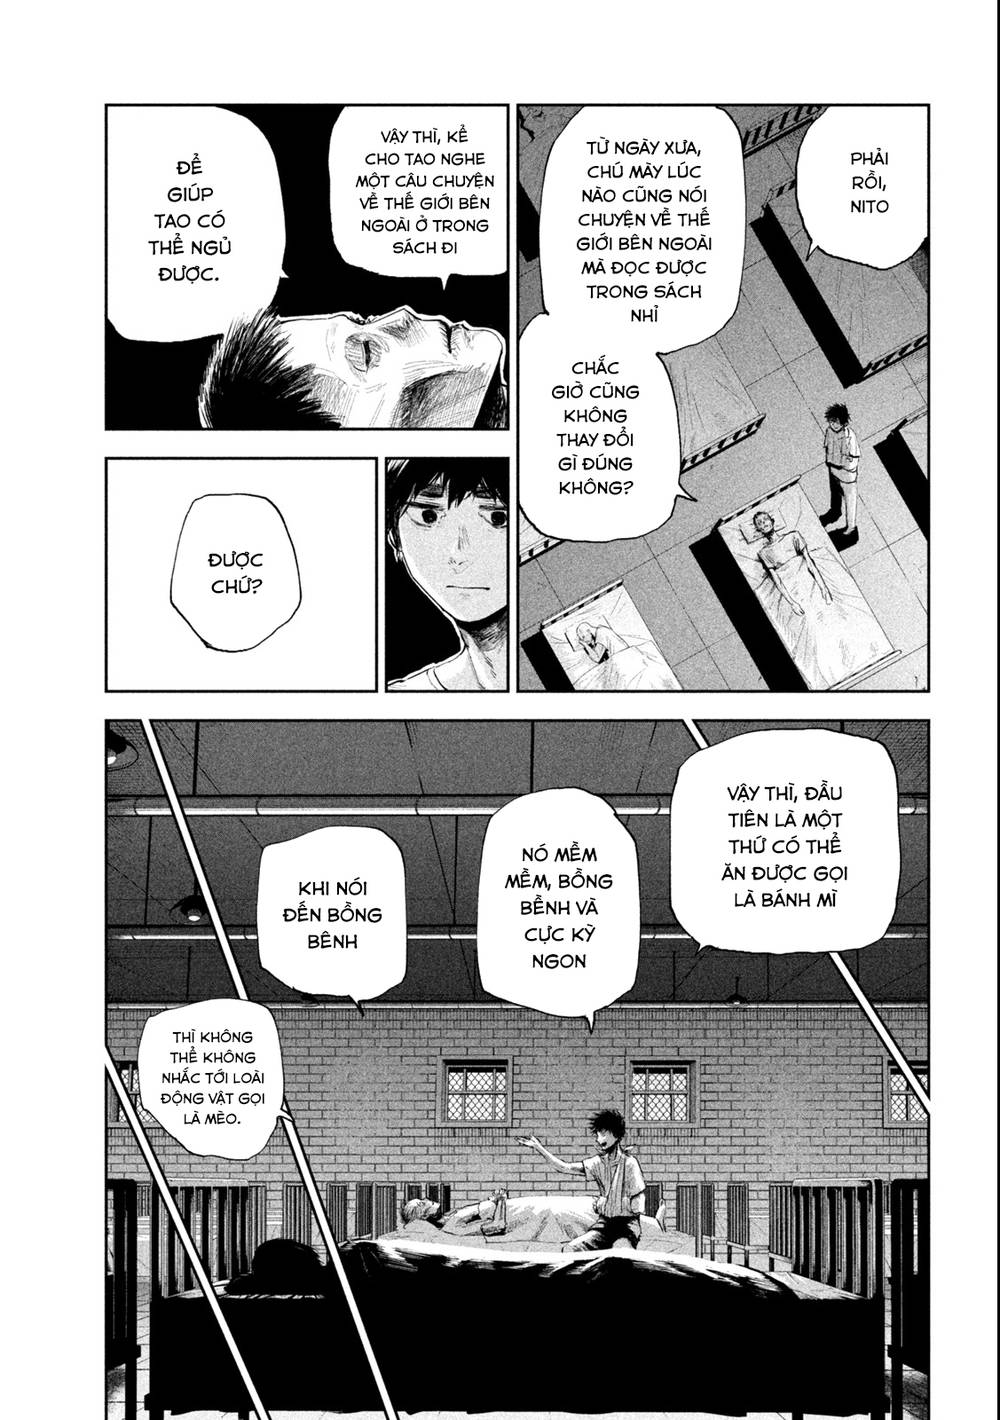 PHẢI
RỒI,
NITO
TỪ NGÀY XƯA,
CHÚ MÀY LÚC
NÀO CŨNG NÓI
CHUYỆN VỀ THẾ
GIỚI BÊN NGOÀI
MÀ ĐỌC ĐƯỢC
TRONG SÁCH
NHỈ
CHẮC
GIỜ CŨNG
KHÔNG
THAY ĐỔI
GÌ ĐÚNG
KHÔNG?
VẬY THÌ, KỂ
CHO TAO NGHE
MỘT CÂU CHUYỆN
VỀ THẾ GIỚI BÊN
NGOÀI Ở TRONG
SÁCH ĐI
ĐỂ
GIÚP
TAO CÓ
THỂ NGỦ
ĐƯỢC.
ĐƯỢC
CHỨ?
VẬY THÌ, ĐẦU
TIÊN LÀ MỘT
THỨ CÓ THỂ
ĂN ĐƯỢC GỌI
LÀ BÁNH MÌ
NÓ MỀM
MỀM, BỒNG
BỀNH VÀ
CỰC KỲ
NGON
KHI NÓI
ĐẾN BỒNG
BÊNH
THÌ KHÔNG
THỂ KHÔNG
NHẮC TỚI LOÀI
ĐỘNG VẬT GỌI
LÀ MÈO.